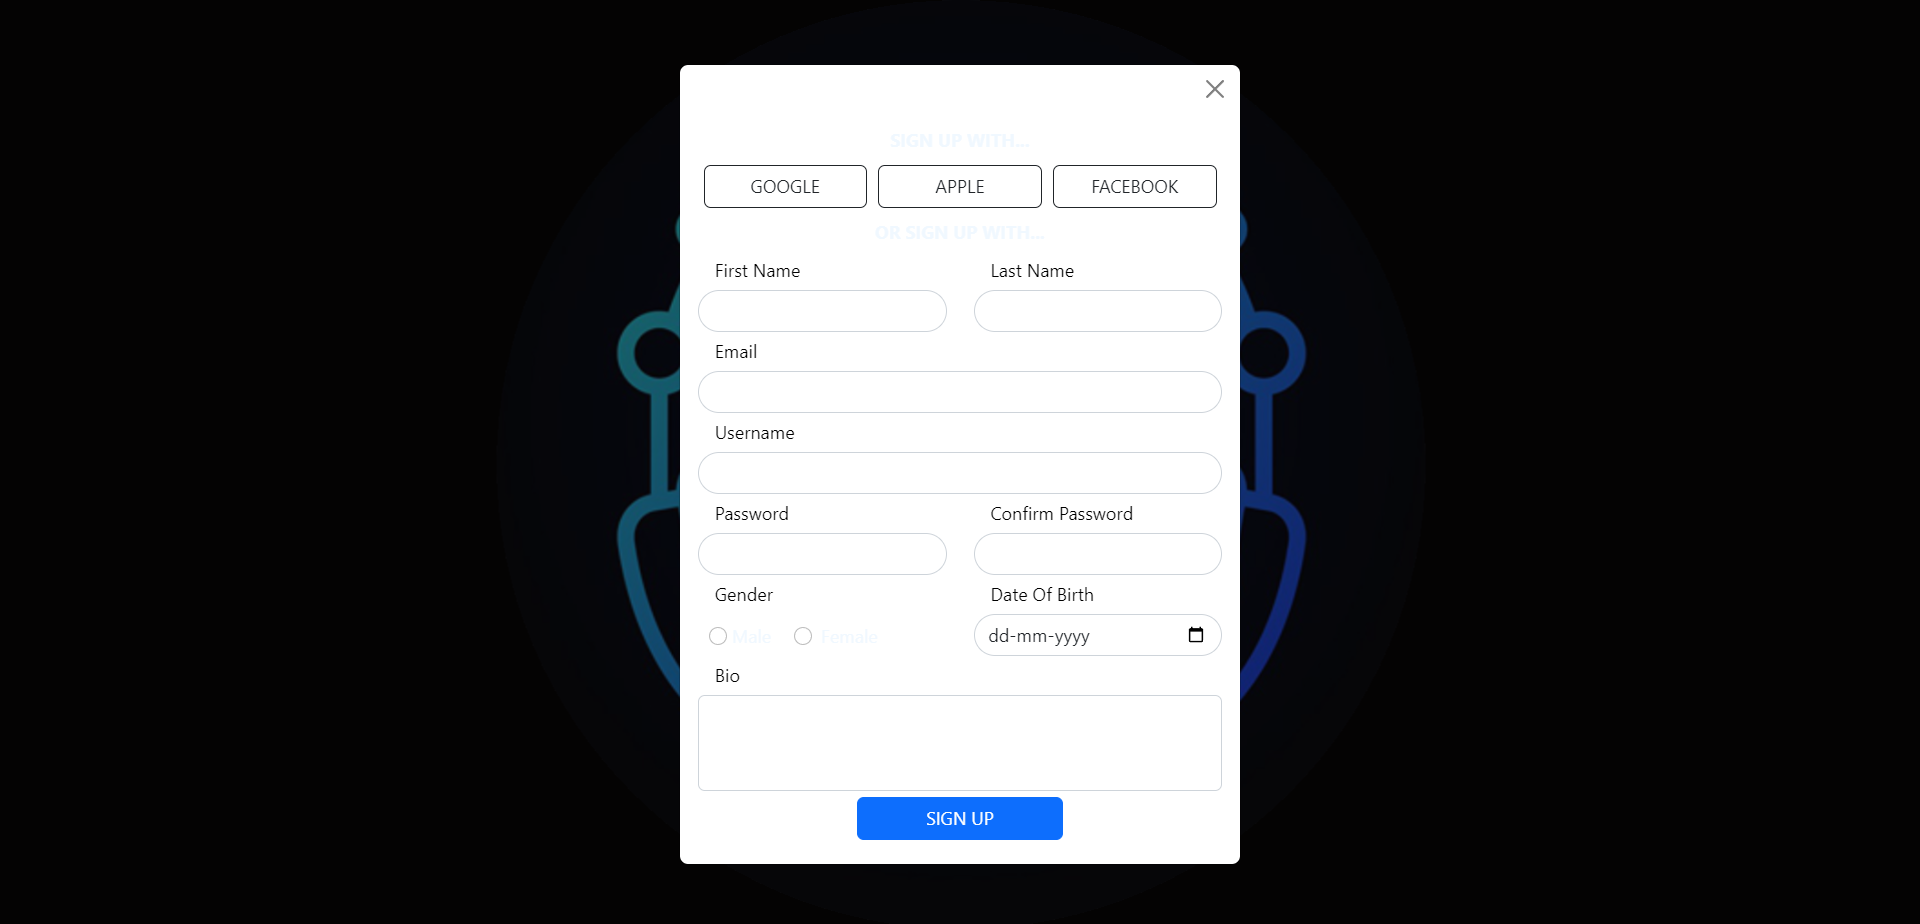 SIGN UP WITH...
GOOGLE APPLE FACEBOOK
OR SIGN UP WITH...
First Name Last Name
Email
Username
Password Confirm Password
Gender Date Of Birth
Male Female dd-mm-yyyy
Bio
SIGN UP